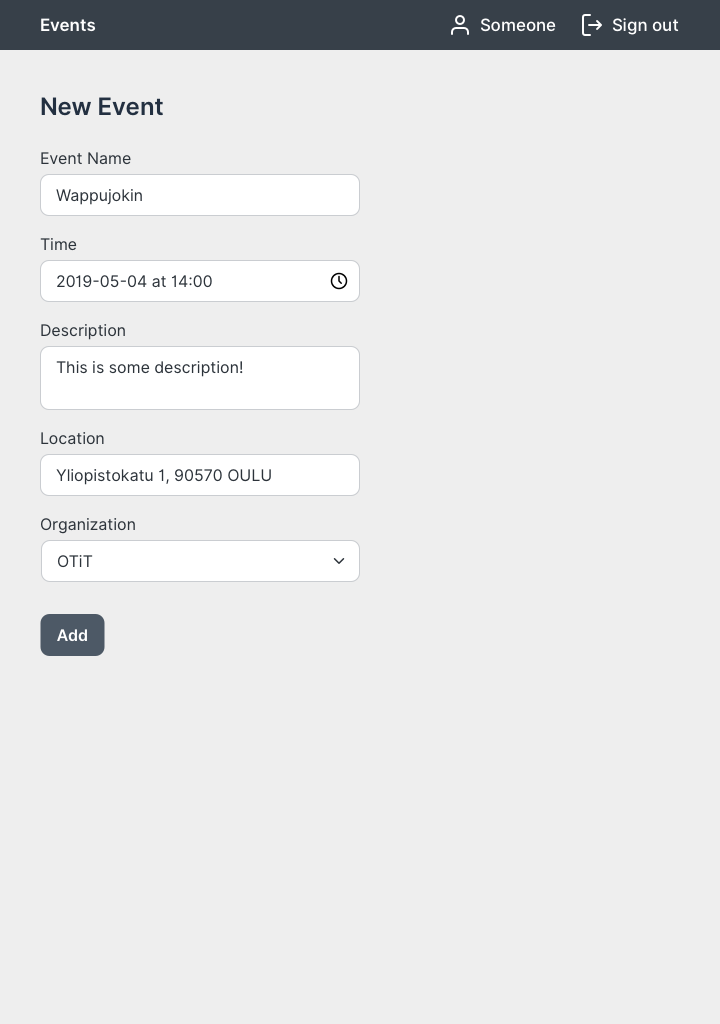 Events
Someone
Sign out
New Event
Event Name
Wappujokin
Time
2019-05-04 at 14:00
Description
This is some description!
Location
Yliopistokatu 1, 90570 OULU
Organization
OTiT
Add